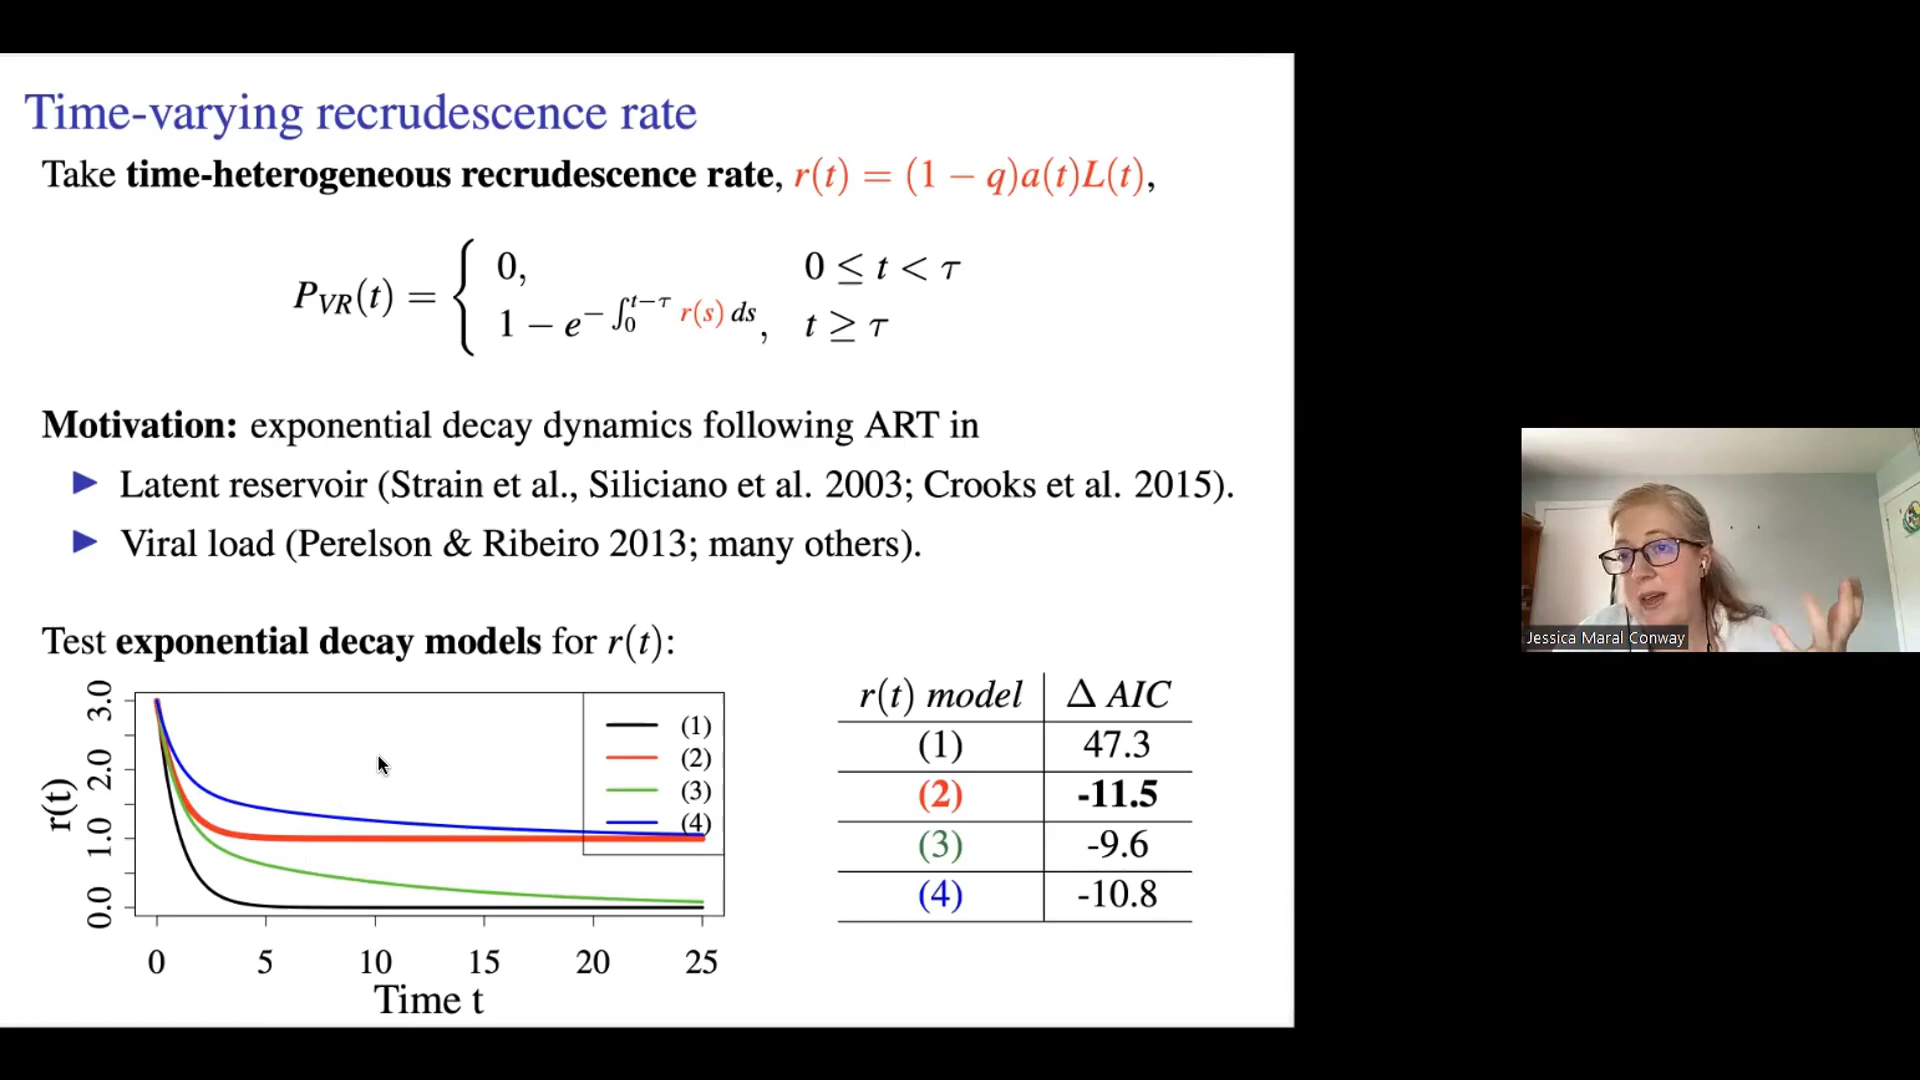 Time-varying recrudescence rate
Take time-heterogeneous recrudescence rate, r(t) = (1 − q)a(t)L(t),
P_VR(t) = { 0, 0 ≤ t < τ
1 − e^{−∫_0^{t−τ} r(s) ds}, t ≥ τ
Motivation: exponential decay dynamics following ART in
▶ Latent reservoir (Strain et al., Siliciano et al. 2003; Crooks et al. 2015).
▶ Viral load (Perelson & Ribeiro 2013; many others).
Test exponential decay models for r(t):
r(t)
3.0
2.0
1.0
0.0
(1)
(2)
(3)
(4)
0 5 10 15 20 25
Time t
r(t) model Δ AIC
(1) 47.3
(2) -11.5
(3) -9.6
(4) -10.8
Jessica Maral Conway